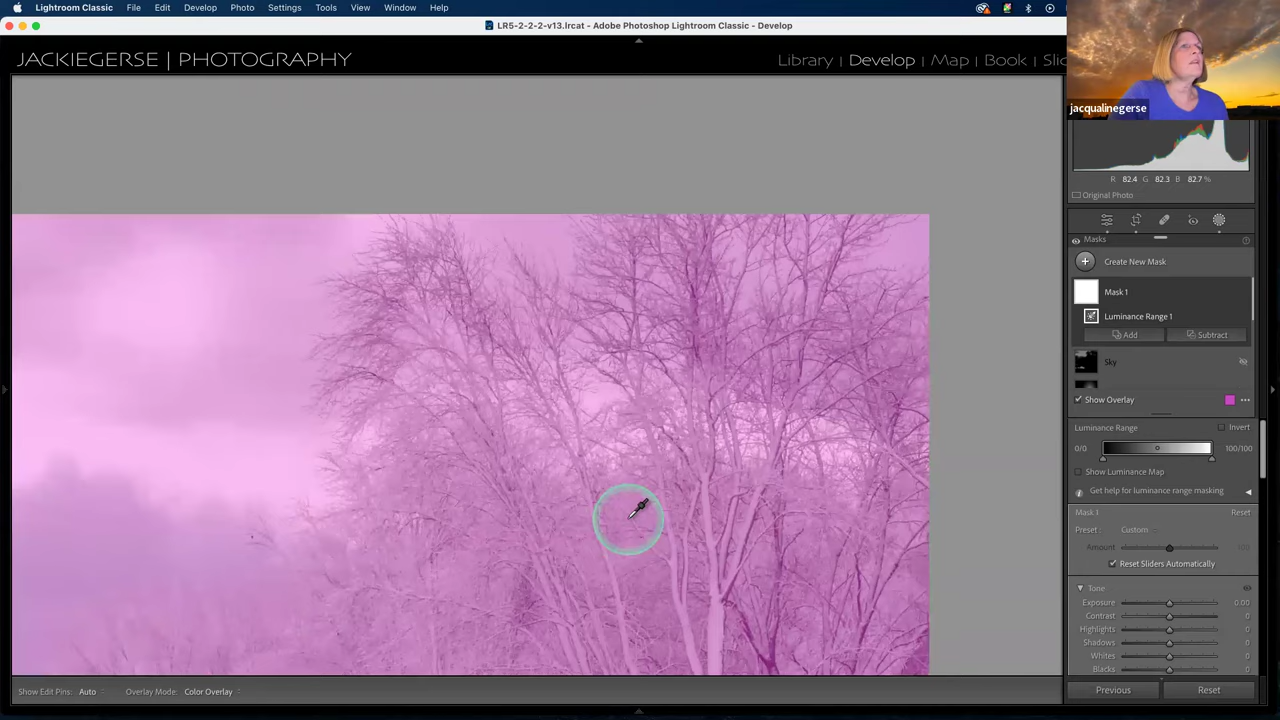 Lightroom Classic File Edit Develop Photo Settings Tools View Window Help
LR5-2-2-2-v13.lrcat - Adobe Photoshop Lightroom Classic - Develop
JACKIEGERSE | PHOTOGRAPHY
Library | Develop | Map | Book | Slid
jacqualinegerse
R 82.4 G 82.3 B 82.7 %
Original Photo
Masks
Create New Mask
Mask 1
Luminance Range 1
Add Subtract
Sky
Show Overlay
Luminance Range Invert
0/0 100/100
Show Luminance Map
Get help for luminance range masking
Mask 1 Reset
Preset : Custom
Amount 100
Reset Sliders Automatically
Tone
Exposure 0.00
Contrast 0
Highlights 0
Shadows 0
Whites 0
Blacks 0
Show Edit Pins: Auto Overlay Mode: Color Overlay
Previous Reset